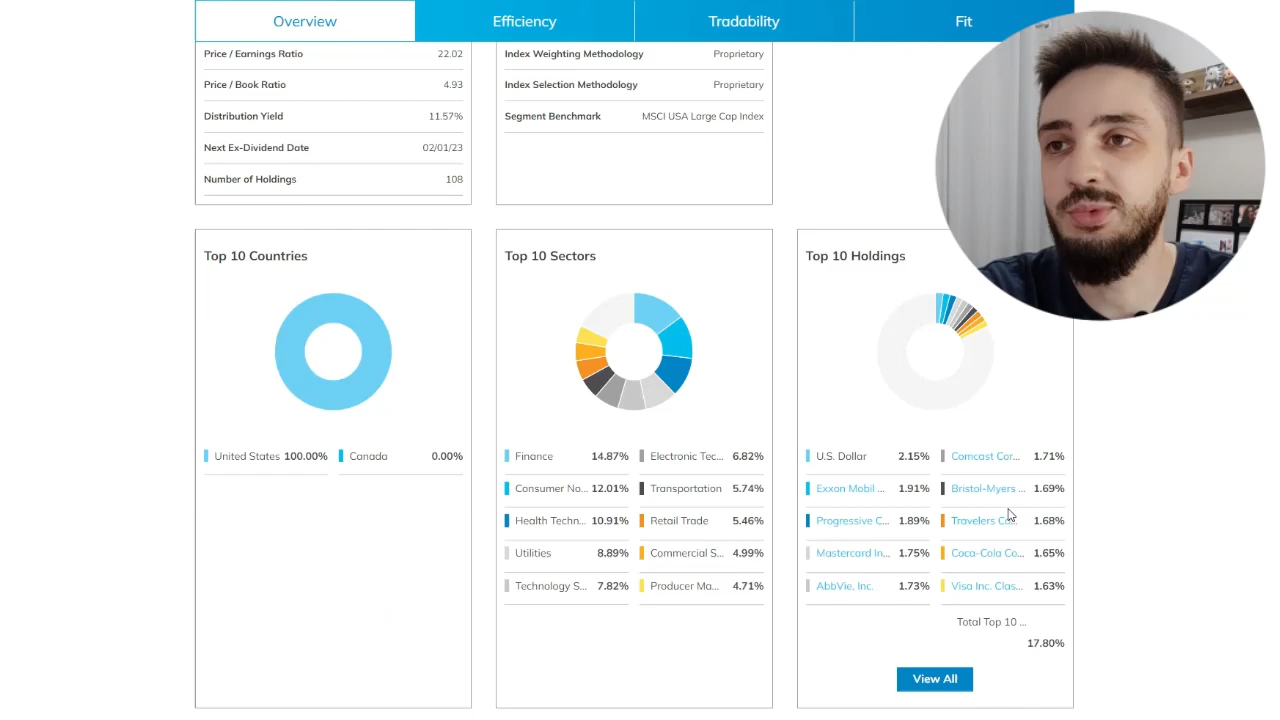 Overview Efficiency Tradability Fit
Price / Earnings Ratio 22.02
Price / Book Ratio 4.93
Distribution Yield 11.57%
Next Ex-Dividend Date 02/01/23
Number of Holdings 108
Index Weighting Methodology Proprietary
Index Selection Methodology Proprietary
Segment Benchmark MSCI USA Large Cap Index
Top 10 Countries
United States 100.00% Canada 0.00%
Top 10 Sectors
Finance 14.87% Electronic Tec... 6.82%
Consumer No... 12.01% Transportation 5.74%
Health Techn... 10.91% Retail Trade 5.46%
Utilities 8.89% Commercial S... 4.99%
Technology S... 7.82% Producer Ma... 4.71%
Top 10 Holdings
U.S. Dollar 2.15% Comcast Cor... 1.71%
Exxon Mobil ... 1.91% Bristol-Myers ... 1.69%
Progressive C... 1.89% Travelers Co... 1.68%
Mastercard In... 1.75% Coca-Cola Co... 1.65%
AbbVie, Inc. 1.73% Visa Inc. Clas... 1.63%
Total Top 10 ...
17.80%
View All